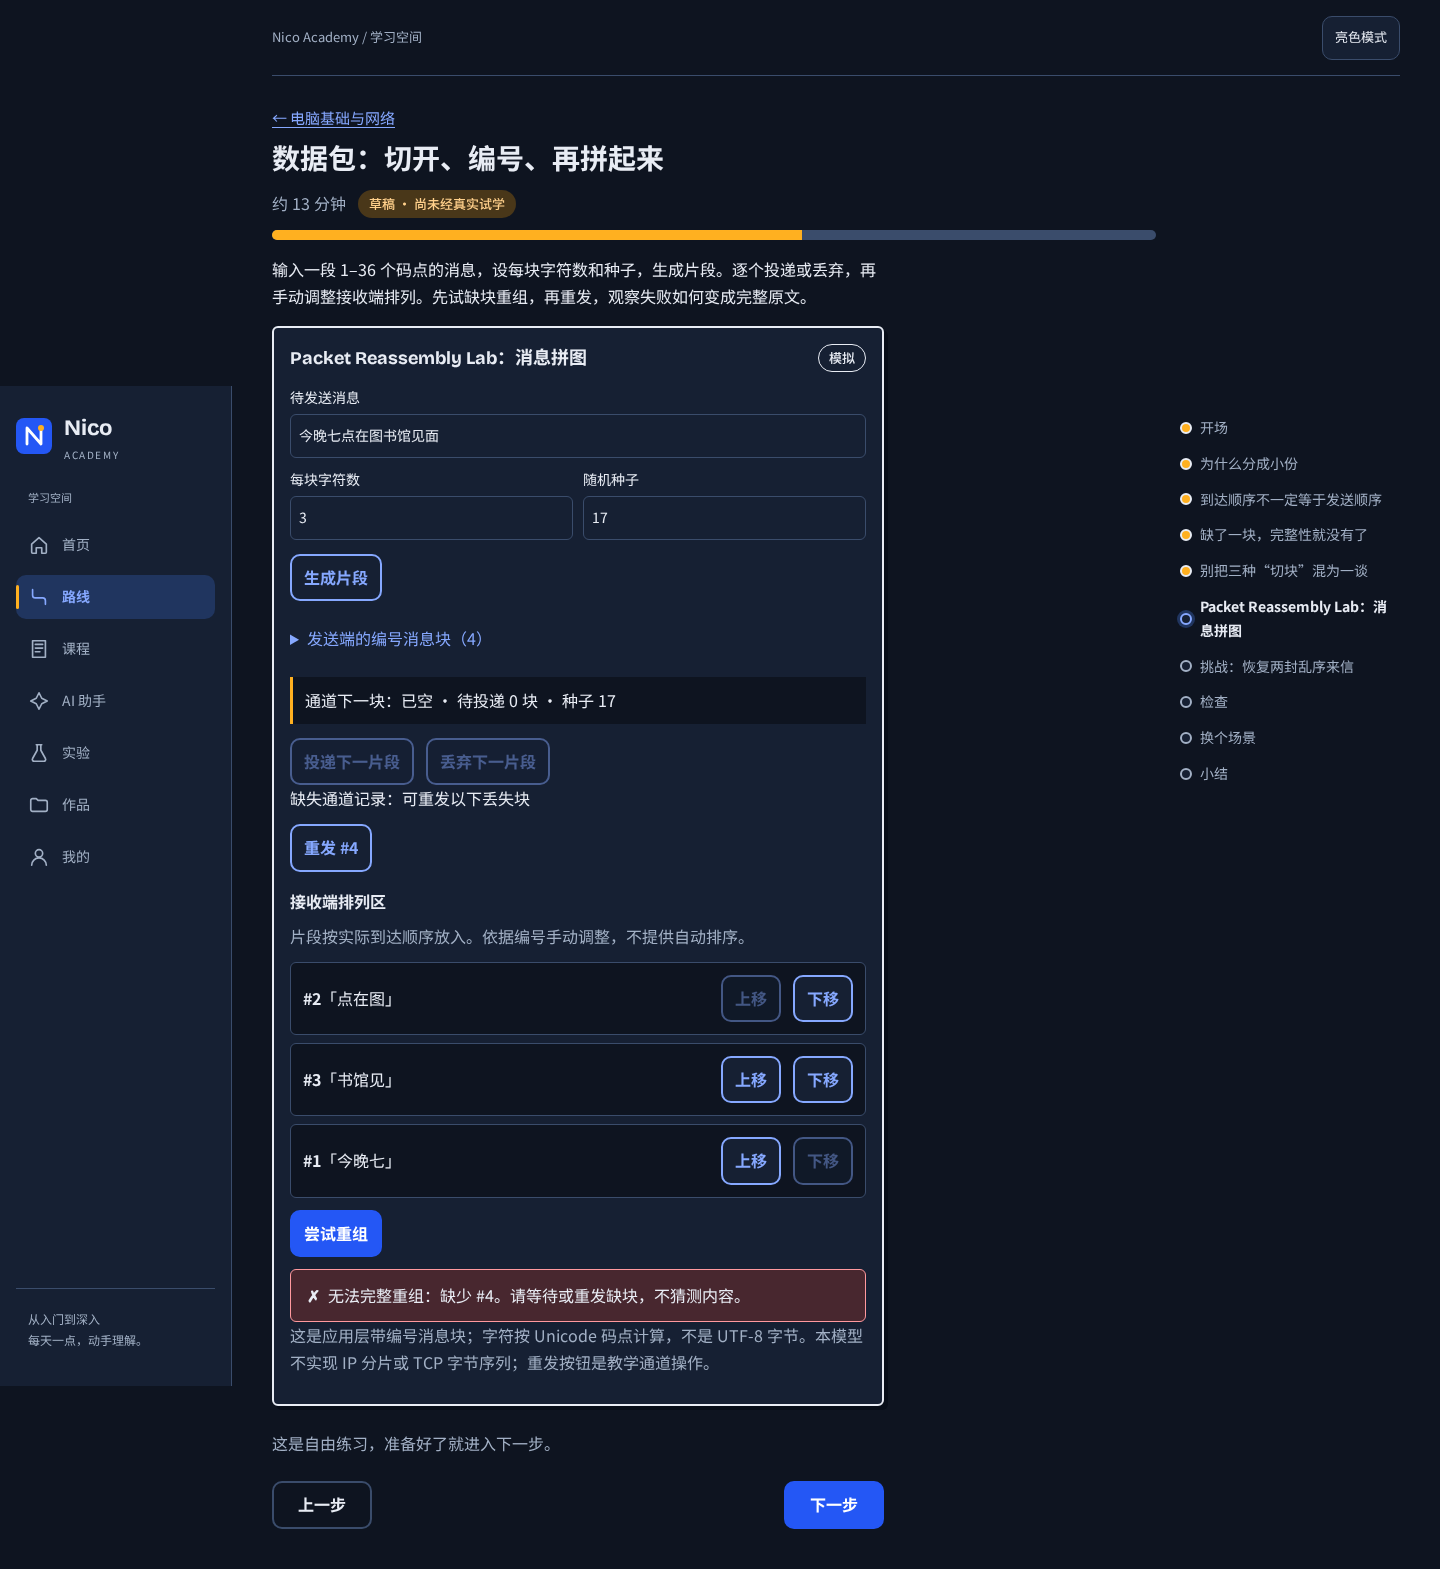 Nico Academy / 学习空间
亮色模式
← 电脑基础与网络
数据包：切开、编号、再拼起来
约 13 分钟
草稿 · 尚未经真实试学
输入一段 1–36 个码点的消息，设每块字符数和种子，生成片段。逐个投递或丢弃，再
手动调整接收端排列。先试缺块重组，再重发，观察失败如何变成完整原文。
Packet Reassembly Lab：消息拼图
模拟
待发送消息
今晚七点在图书馆见面
每块字符数
随机种子
3
17
生成片段
▶ 发送端的编号消息块（4）
通道下一块：已空 · 待投递 0 块 · 种子 17
投递下一片段
丢弃下一片段
缺失通道记录：可重发以下丢失块
重发 #4
接收端排列区
片段按实际到达顺序放入。依据编号手动调整，不提供自动排序。
#2「点在图」
上移
下移
#3「书馆见」
上移
下移
#1「今晚七」
上移
下移
尝试重组
✗ 无法完整重组：缺少 #4。请等待或重发缺块，不猜测内容。
这是应用层带编号消息块；字符按 Unicode 码点计算，不是 UTF-8 字节。本模型
不实现 IP 分片或 TCP 字节序列；重发按钮是教学通道操作。
这是自由练习，准备好了就进入下一步。
上一步
下一步
N
Nico
ACADEMY
学习空间
首页
路线
课程
AI 助手
实验
作品
我的
从入门到深入
每天一点，动手理解。
开场
为什么分成小份
到达顺序不一定等于发送顺序
缺了一块，完整性就没有了
别把三种“切块”混为一谈
Packet Reassembly Lab：消
息拼图
挑战：恢复两封乱序来信
检查
换个场景
小结